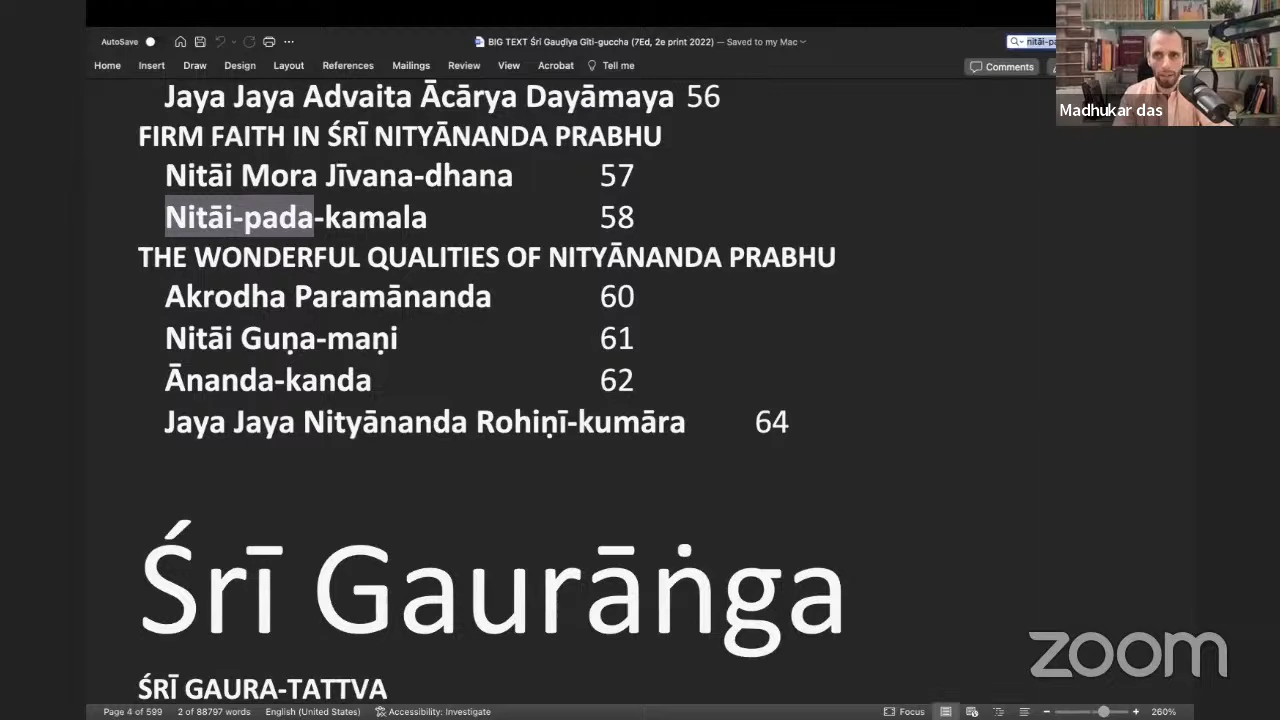 AutoSave
BIG TEXT Śrī Gauḍīya Gīti-guccha (7Ed, 2e print 2022) — Saved to my Mac
nitāi-pa
Home Insert Draw Design Layout References Mailings Review View Acrobat Tell me
Comments
Madhukar das
Jaya Jaya Advaita Ācārya Dayāmaya 56
FIRM FAITH IN ŚRĪ NITYĀNANDA PRABHU
Nitāi Mora Jīvana-dhana 57
Nitāi-pada-kamala 58
THE WONDERFUL QUALITIES OF NITYĀNANDA PRABHU
Akrodha Paramānanda 60
Nitāi Guṇa-maṇi 61
Ānanda-kanda 62
Jaya Jaya Nityānanda Rohiṇī-kumāra 64
Śrī Gaurāṅga
zoom
ŚRĪ GAURA-TATTVA
Page 4 of 599 2 of 88797 words English (United States) Accessibility: Investigate Focus 260%